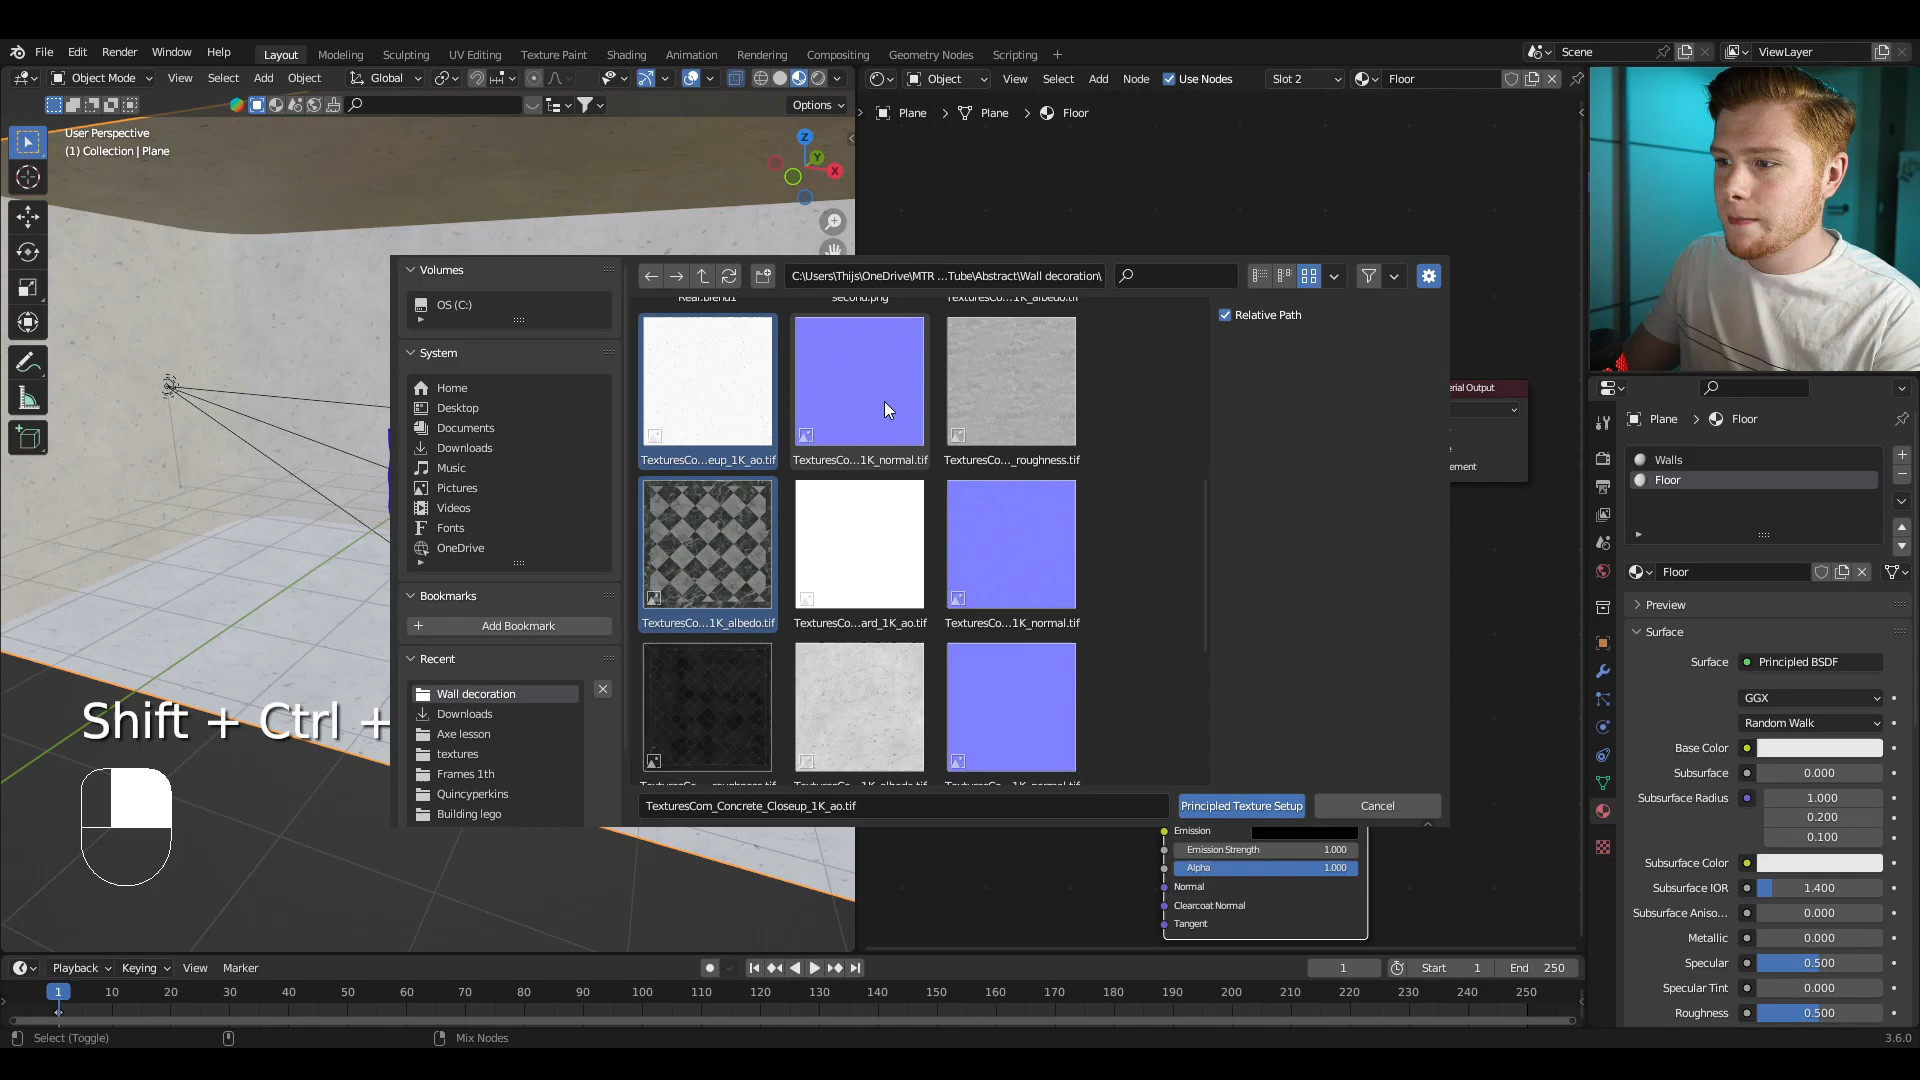 File Edit Render Window Help Layout Modeling Sculpting UV Editing Texture Paint Shading Animation Rendering Compositing Geometry Nodes Scripting + Scene ViewLayer
Object Mode View Select Add Object Global Object View Select Add Node Use Nodes Slot 2 Floor
Options
User Perspective
(1) Collection | Plane
Z
Y
X
Plane > Plane > Floor
Volumes
OS (C:)
System
Home
Desktop
Documents
Downloads
Music
Pictures
Videos
Fonts
OneDrive
Bookmarks
+ Add Bookmark
Recent
Wall decoration
Downloads
Axe lesson
textures
Frames 1th
Quincyperkins
Building lego
C:\Users\Thijs\OneDrive\MTR ...Tube\Abstract\Wall decoration\
Rear.blend1 second.png TexturesCo...1K_albedo.tif
TexturesCo...eup_1K_ao.tif TexturesCo...1K_normal.tif TexturesCo..._roughness.tif
TexturesCo...1K_albedo.tif TexturesCo...ard_1K_ao.tif TexturesCo...1K_normal.tif
TexturesCo..._roughness.tif TexturesCo...1K_albedo.tif TexturesCo...1K_normal.tif
Relative Path
TexturesCom_Concrete_Closeup_1K_ao.tif Principled Texture Setup Cancel
erial Output
ement
Emission
Emission Strength 1.000
Alpha 1.000
Normal
Clearcoat Normal
Tangent
Shift + Ctrl +
Plane > Floor
Walls
Floor
Floor
Preview
Surface
Surface Principled BSDF
GGX
Random Walk
Base Color
Subsurface 0.000
Subsurface Radius 1.000
0.200
0.100
Subsurface Color
Subsurface IOR 1.400
Subsurface Aniso... 0.000
Metallic 0.000
Specular 0.500
Specular Tint 0.000
Roughness 0.500
Playback Keying View Marker 1 Start 1 End 250
1 10 20 30 40 50 60 70 80 90 100 110 120 130 140 150 160 170 180 190 200 210 220 230 240 250
Select (Toggle) Mix Nodes 3.6.0